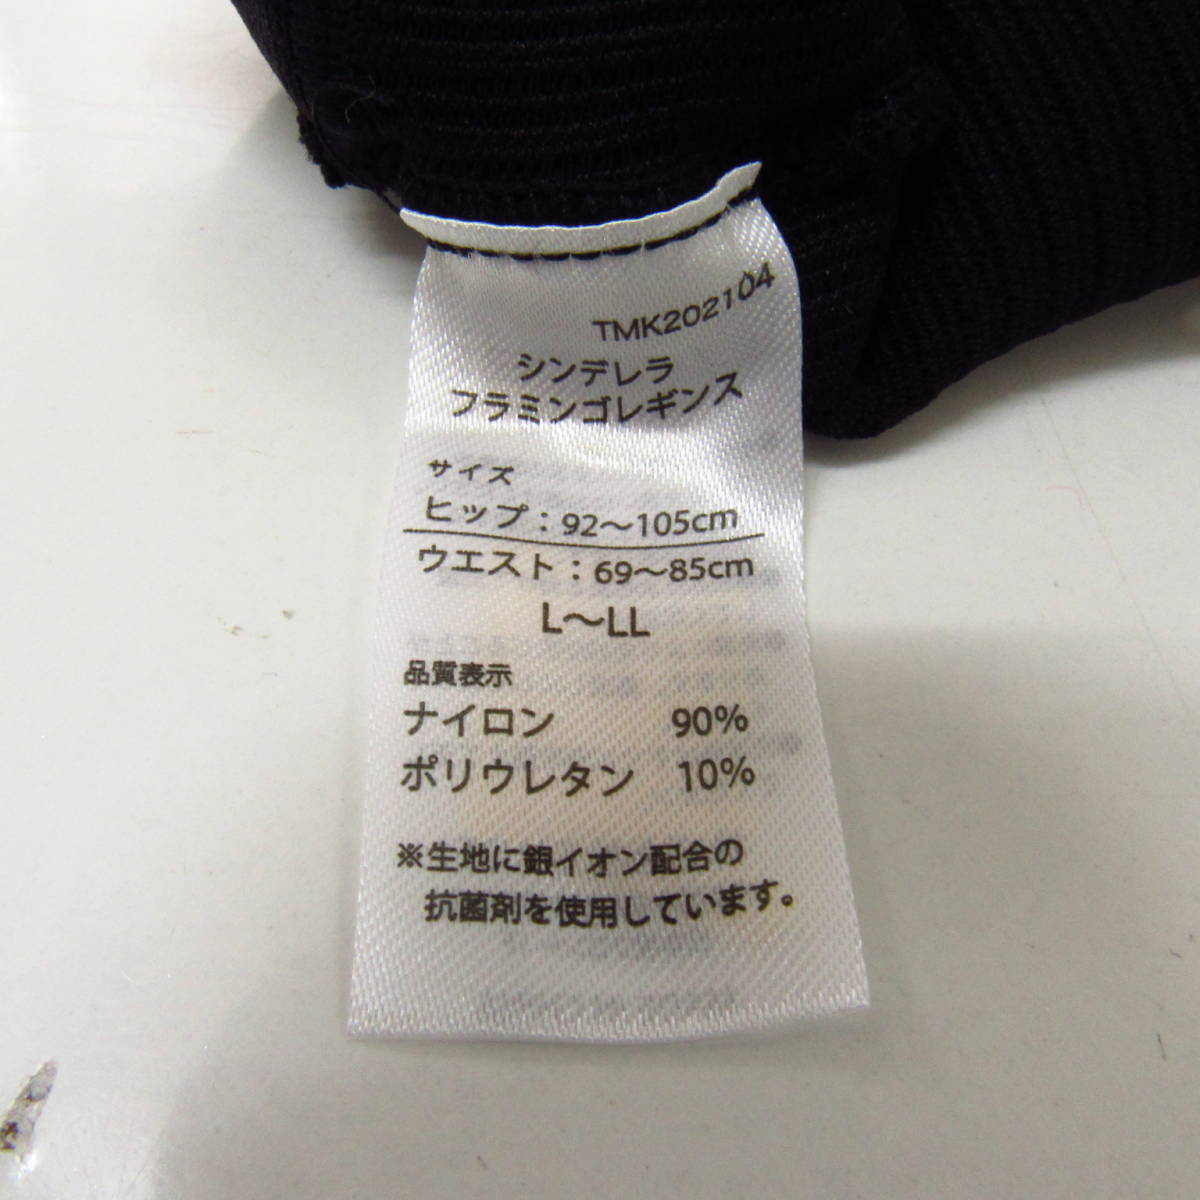 TMK202104
シンデレラ
フラミンゴレギンス
サイズ
ヒップ：92～105cm
ウエスト：69～85cm
L～LL
品質表示
ナイロン 90%
ポリウレタン 10%
※生地に銀イオン配合の
抗菌剤を使用しています。